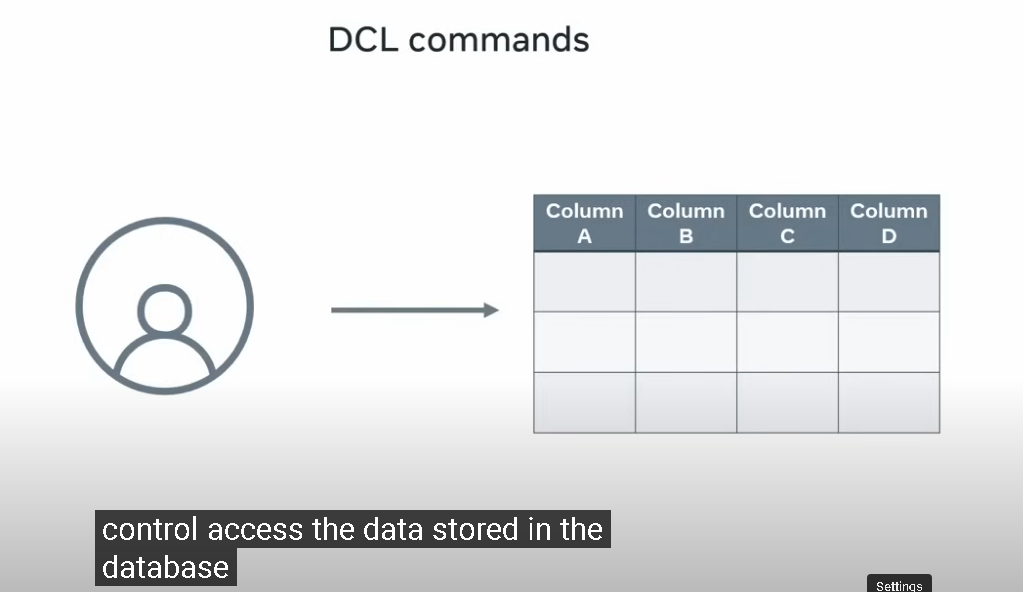 DCL commands
Column Column Column Column
A B C D
control access the data stored in the
database
Settings